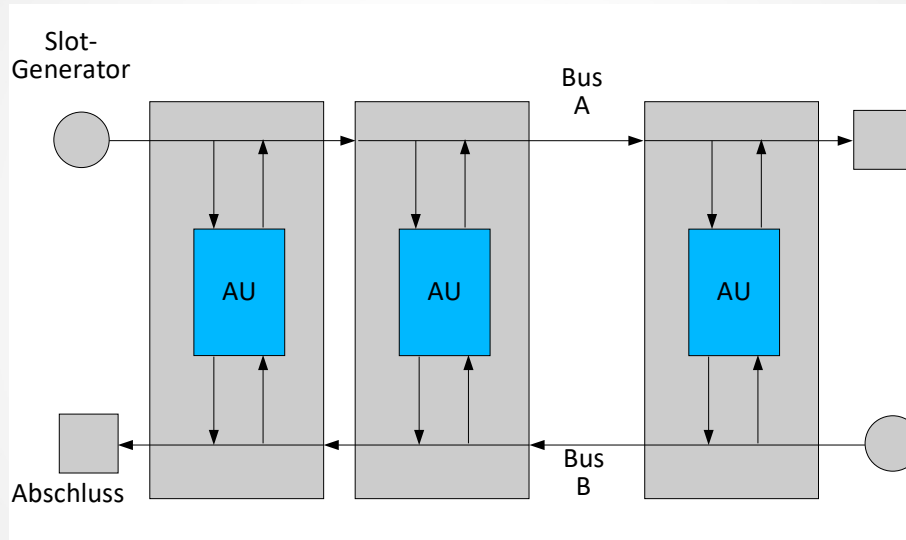 Slot-
Generator
Bus
A
AU
AU
AU
Bus
B
Abschluss